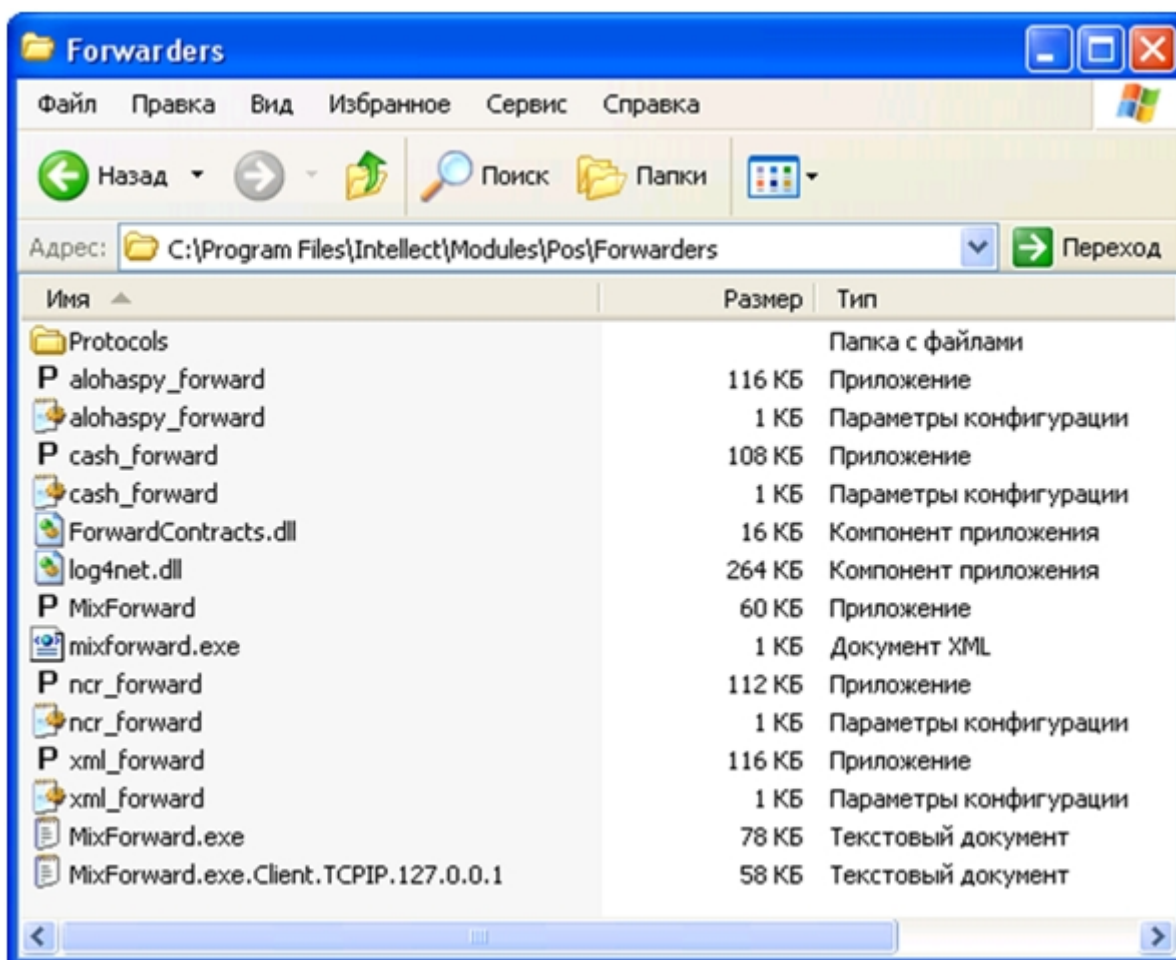 Forwarders
Файл Правка Вид Избранное Сервис Справка
Назад Поиск Папки
Адрес: C:\Program Files\Intellect\Modules\Pos\Forwarders Переход
Имя Размер Тип
Protocols Папка с файлами
P alohaspy_forward 116 КБ Приложение
alohaspy_forward 1 КБ Параметры конфигурации
P cash_forward 108 КБ Приложение
cash_forward 1 КБ Параметры конфигурации
ForwardContracts.dll 16 КБ Компонент приложения
log4net.dll 264 КБ Компонент приложения
P MixForward 60 КБ Приложение
mixforward.exe 1 КБ Документ XML
P ncr_forward 112 КБ Приложение
ncr_forward 1 КБ Параметры конфигурации
P xml_forward 116 КБ Приложение
xml_forward 1 КБ Параметры конфигурации
MixForward.exe 78 КБ Текстовый документ
MixForward.exe.Client.TCPIP.127.0.0.1 58 КБ Текстовый документ